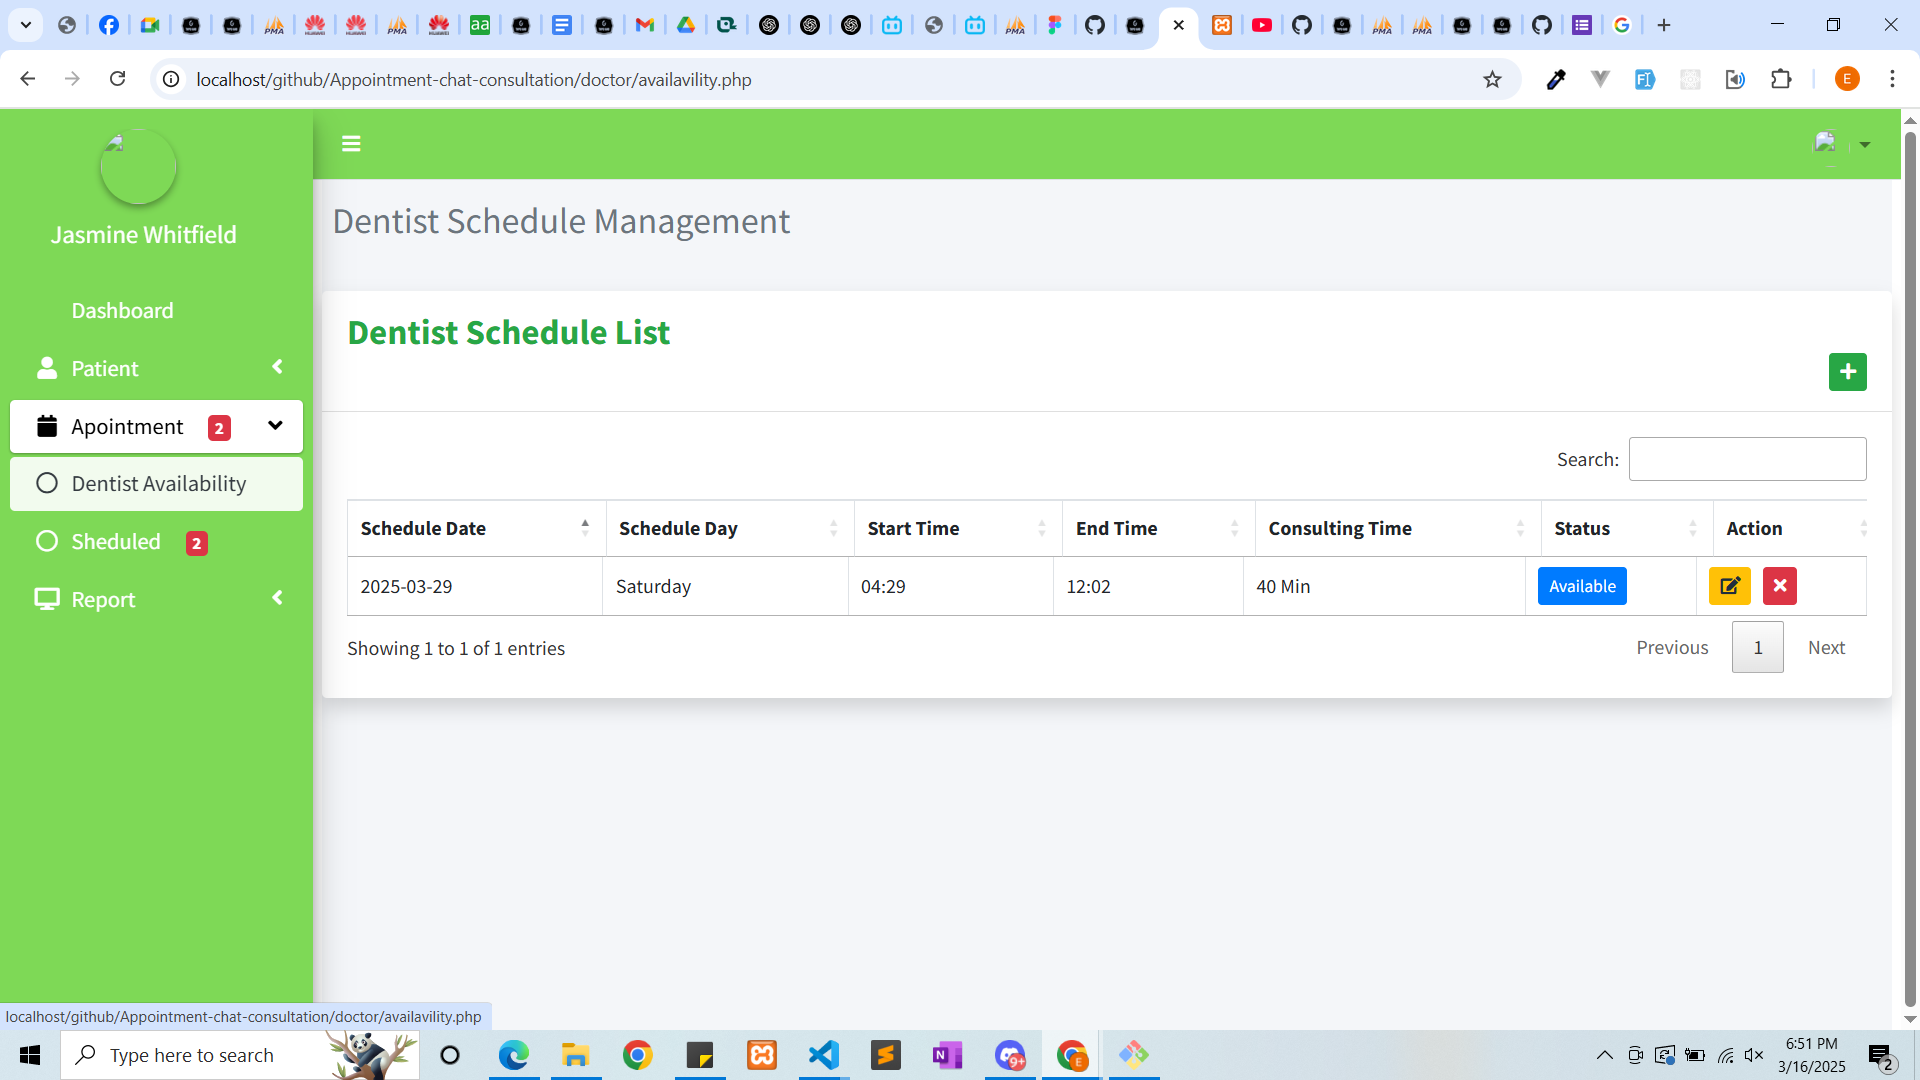 localhost/github/Appointment-chat-consultation/doctor/availavility.php
E
Jasmine Whitfield
Dashboard
Patient
Apointment 2
Dentist Availability
Sheduled 2
Report
Dentist Schedule Management
Dentist Schedule List
Search:
Schedule Date Schedule Day Start Time End Time Consulting Time Status Action
2025-03-29 Saturday 04:29 12:02 40 Min Available
Showing 1 to 1 of 1 entries
Previous 1 Next
localhost/github/Appointment-chat-consultation/doctor/availavility.php
Type here to search
9+
E
6:51 PM
3/16/2025
2